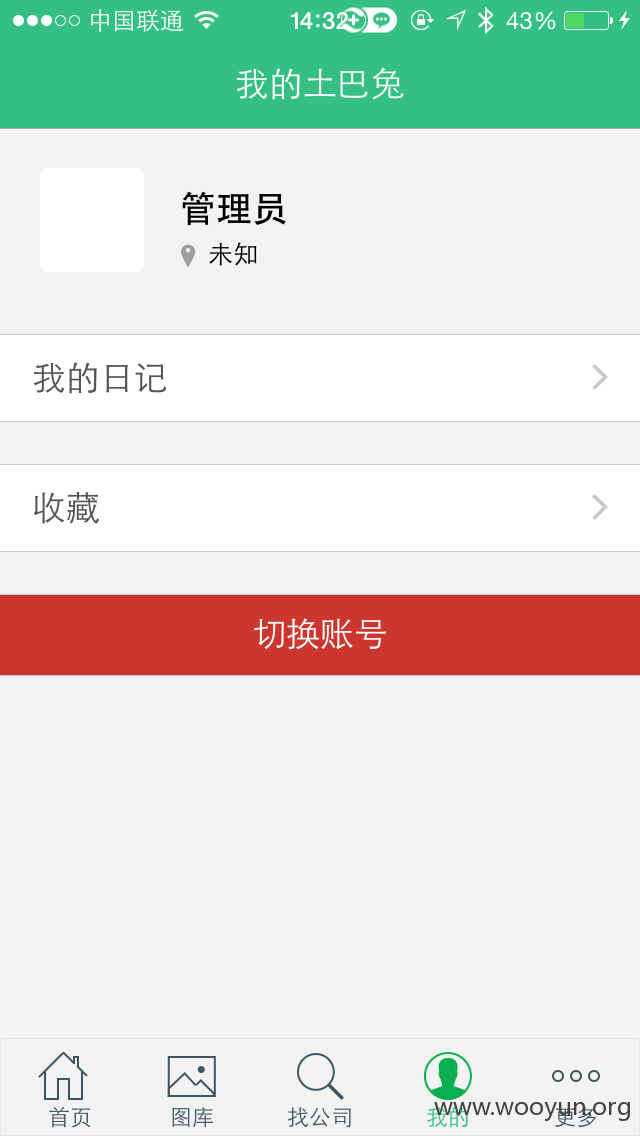 中国联通 14:32 43%
我的土巴兔
管理员
未知
我的日记
收藏
切换账号
首页 图库 找公司 我的 更多
www.wooyun.org